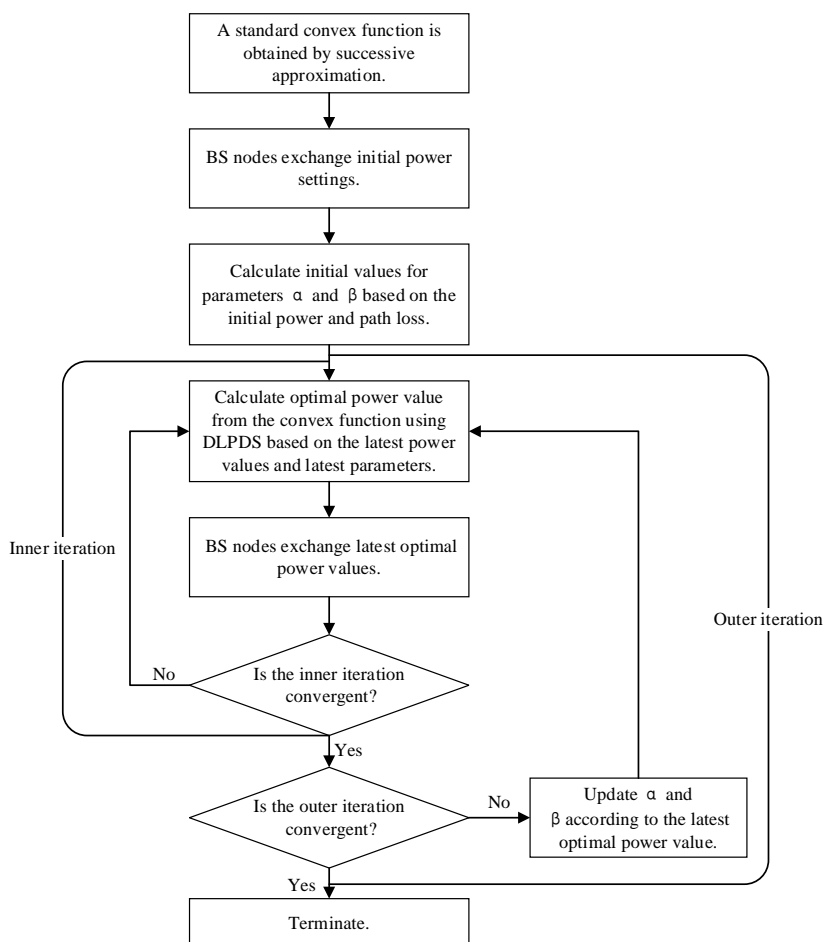 A standard convex function is
obtained by successive
approximation.
BS nodes exchange initial power
settings.
Calculate initial values for
parameters α and β based on the
initial power and path loss.
Calculate optimal power value
from the convex function using
DLPDS based on the latest power
values and latest parameters.
Inner iteration
BS nodes exchange latest optimal
power values.
Outer iteration
No
Is the inner iteration
convergent?
Yes
Is the outer iteration
convergent?
No
Update α and
β according to the latest
optimal power value.
Yes
Terminate.